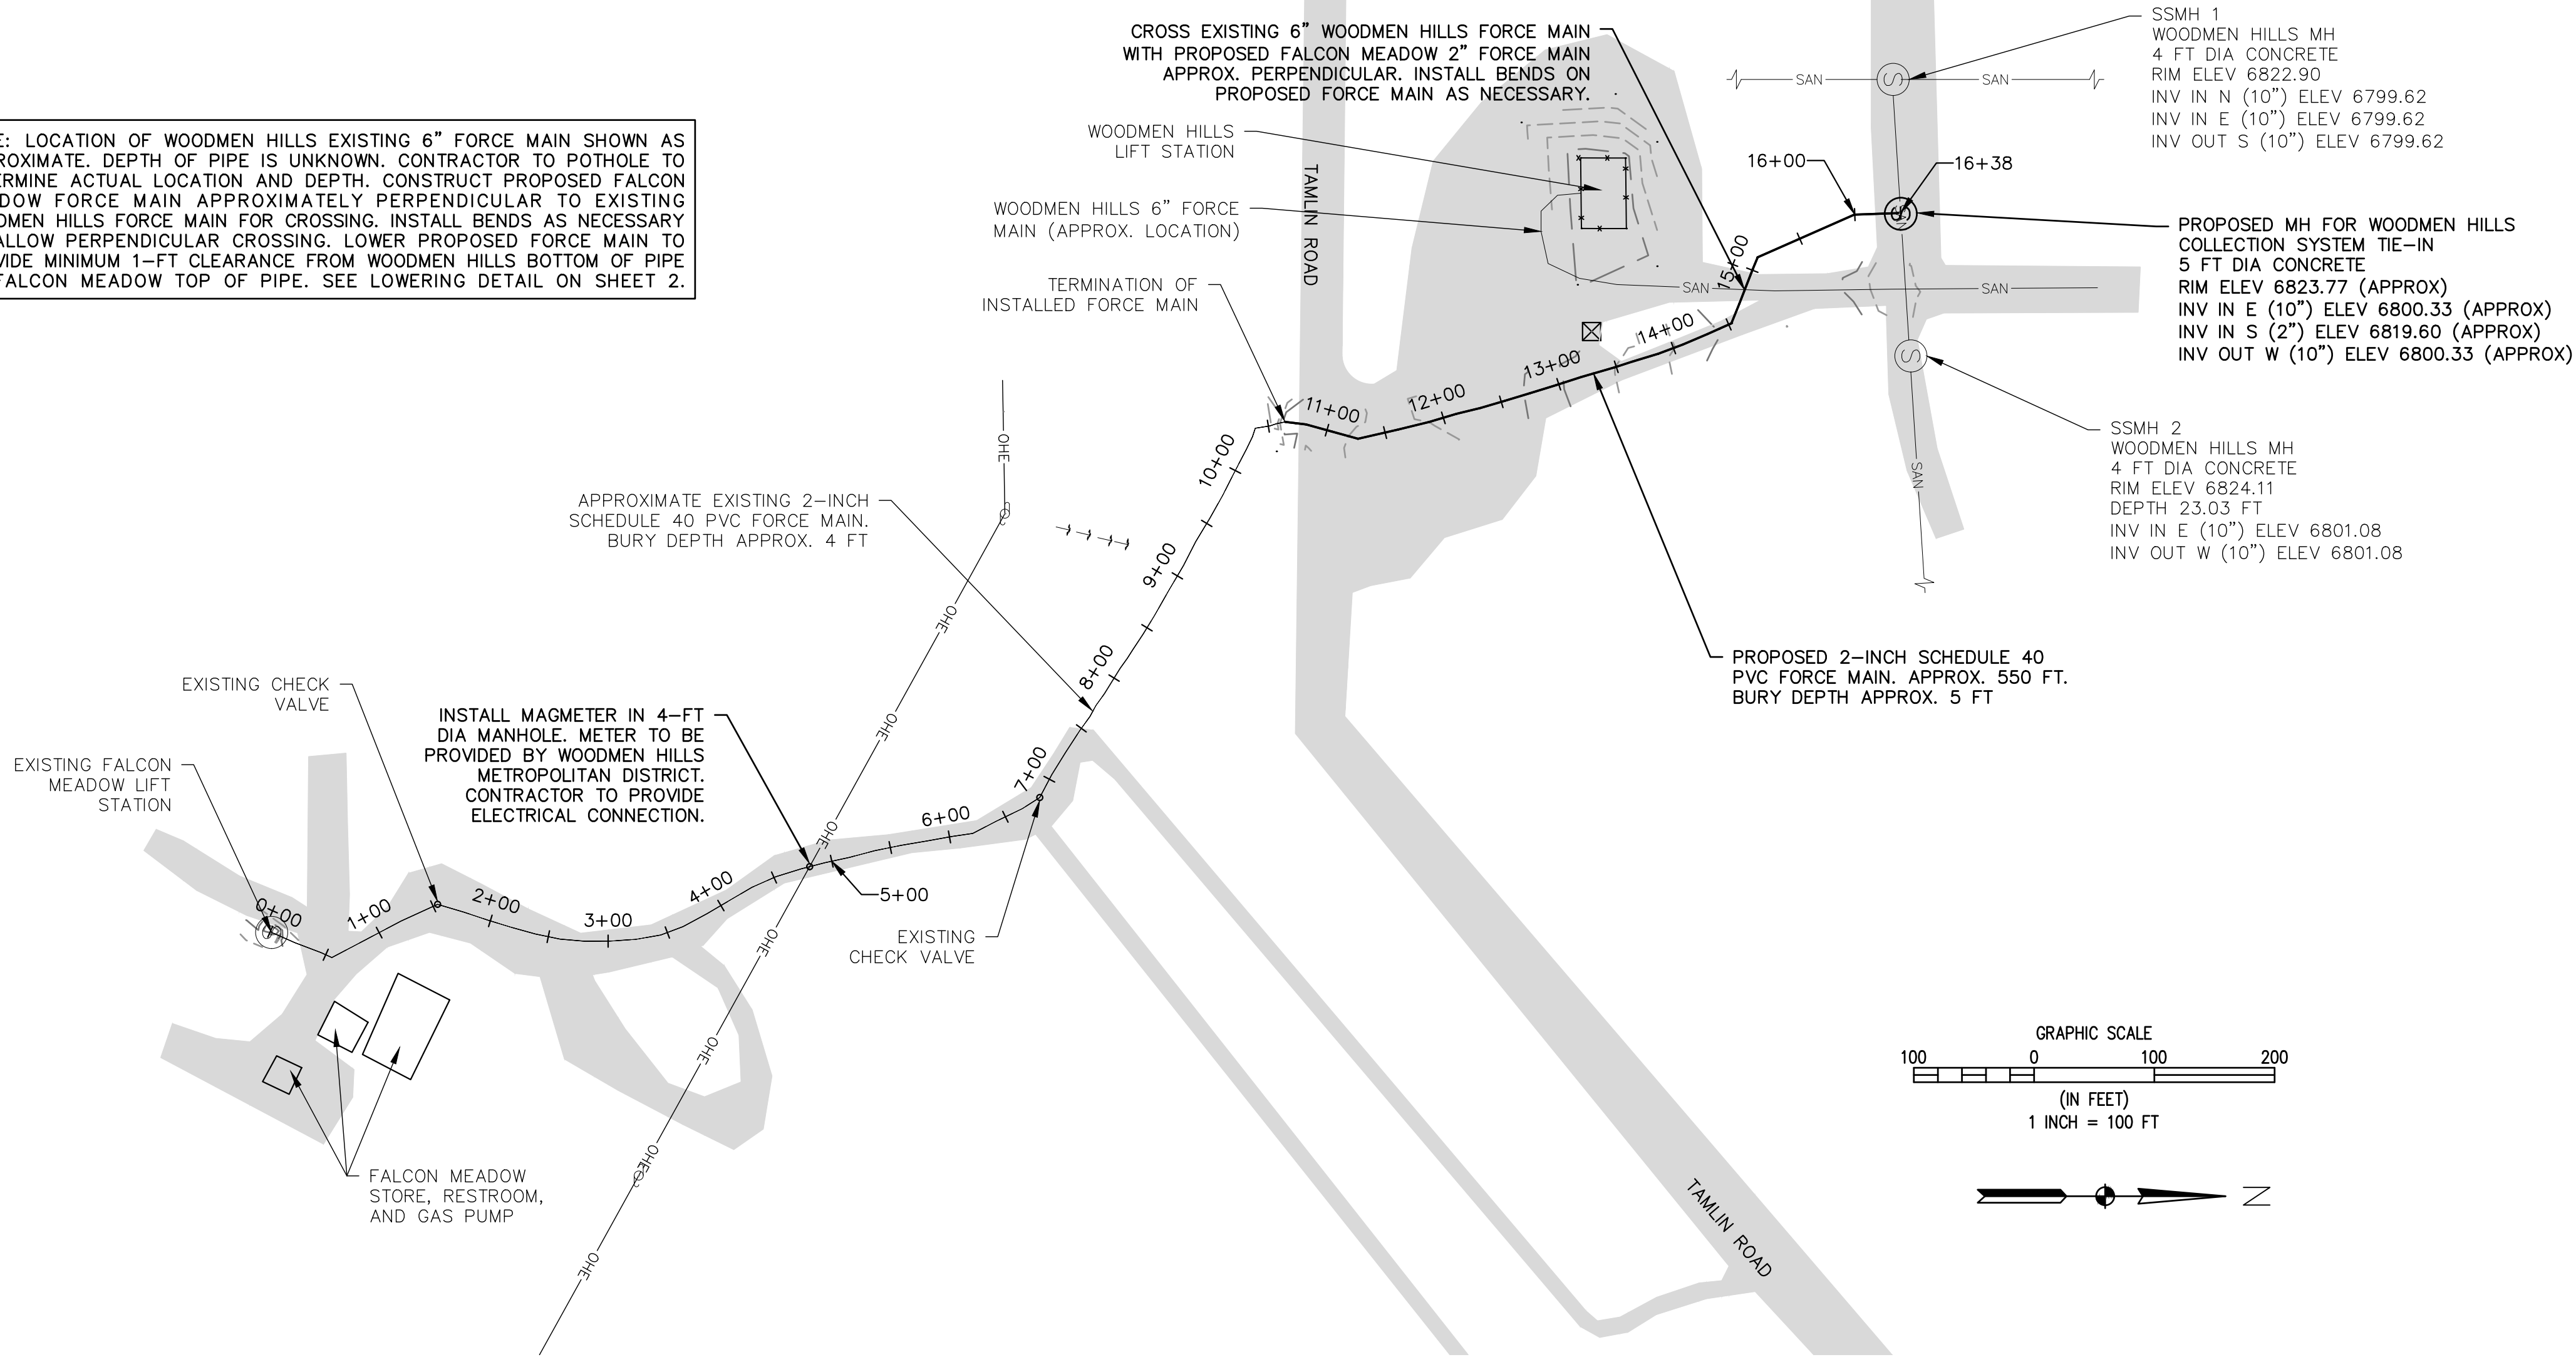 CROSS EXISTING 6” WOODMEN HILLS FORCE MAIN
WITH PROPOSED FALCON MEADOW 2” FORCE MAIN
APPROX. PERPENDICULAR. INSTALL BENDS ON
PROPOSED FORCE MAIN AS NECESSARY.
SSMH 1
WOODMEN HILLS MH
4 FT DIA CONCRETE
RIM ELEV 6822.90
INV IN N (10”) ELEV 6799.62
INV IN E (10”) ELEV 6799.62
INV OUT S (10”) ELEV 6799.62
SAN
S
SAN
LOCATION OF WOODMEN HILLS EXISTING 6” FORCE MAIN SHOWN AS
DEPTH OF PIPE IS UNKNOWN. CONTRACTOR TO POTHOLE TO
ACTUAL LOCATION AND DEPTH. CONSTRUCT PROPOSED FALCON
FORCE MAIN APPROXIMATELY PERPENDICULAR TO EXISTING
HILLS FORCE MAIN FOR CROSSING. INSTALL BENDS AS NECESSARY
PERPENDICULAR CROSSING. LOWER PROPOSED FORCE MAIN TO
MINIMUM 1-FT CLEARANCE FROM WOODMEN HILLS BOTTOM OF PIPE
FALCON MEADOW TOP OF PIPE. SEE LOWERING DETAIL ON SHEET 2.
WOODMEN HILLS
LIFT STATION
WOODMEN HILLS 6” FORCE
MAIN (APPROX. LOCATION)
TAMLIN ROAD
TERMINATION OF
INSTALLED FORCE MAIN
16+00
16+38
PROPOSED MH FOR WOODMEN HILLS
COLLECTION SYSTEM TIE-IN
5 FT DIA CONCRETE
RIM ELEV 6823.77 (APPROX)
INV IN E (10”) ELEV 6800.33 (APPROX)
INV IN S (2”) ELEV 6819.60 (APPROX)
INV OUT W (10”) ELEV 6800.33 (APPROX)
15+00
SAN
SAN
14+00
13+00
12+00
11+00
10+00
S
SAN
SSMH 2
WOODMEN HILLS MH
4 FT DIA CONCRETE
RIM ELEV 6824.11
DEPTH 23.03 FT
INV IN E (10”) ELEV 6801.08
INV OUT W (10”) ELEV 6801.08
OHE
APPROXIMATE EXISTING 2-INCH
SCHEDULE 40 PVC FORCE MAIN.
BURY DEPTH APPROX. 4 FT
9+00
OHE
8+00
PROPOSED 2-INCH SCHEDULE 40
PVC FORCE MAIN. APPROX. 550 FT.
BURY DEPTH APPROX. 5 FT
EXISTING CHECK
VALVE
INSTALL MAGMETER IN 4-FT
DIA MANHOLE. METER TO BE
PROVIDED BY WOODMEN HILLS
METROPOLITAN DISTRICT.
CONTRACTOR TO PROVIDE
ELECTRICAL CONNECTION.
OHE
7+00
EXISTING FALCON
MEADOW LIFT
STATION
OHE
6+00
0+00
1+00
2+00
3+00
4+00
5+00
EXISTING
CHECK VALVE
OHE
OHE
OHE
OHE
FALCON MEADOW
STORE, RESTROOM,
AND GAS PUMP
TAMLIN ROAD
GRAPHIC SCALE
100 0 100 200
(IN FEET)
1 INCH = 100 FT
N